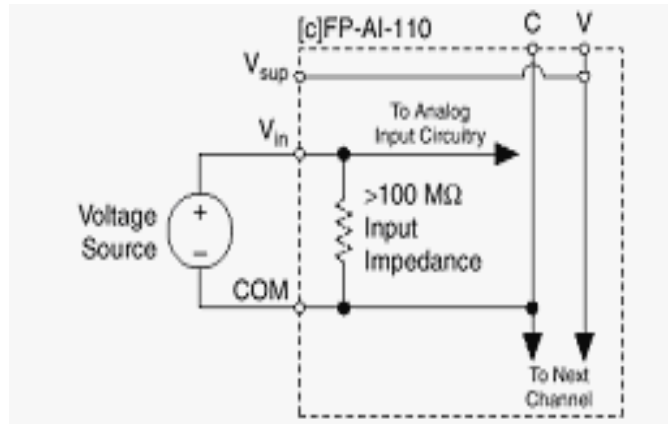 [c]FP-AI-110
C
V
Vsup
Vin
To Analog
Input Circuitry
Voltage
Source
+
−
>100 MΩ
Input
Impedance
COM
To Next
Channel